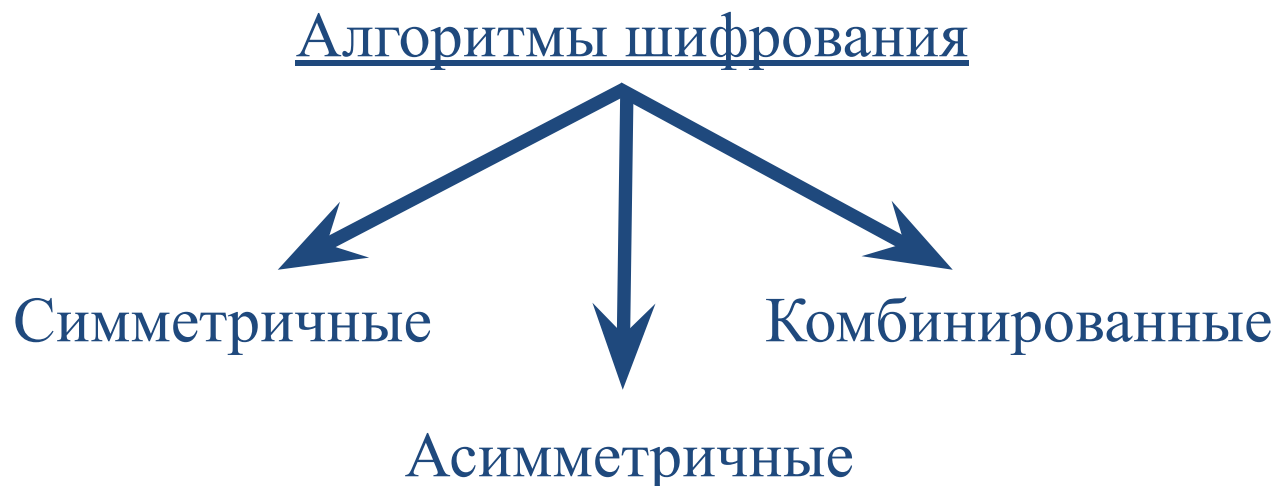 Алгоритмы шифрования
Симметричные
Комбинированные
Асимметричные